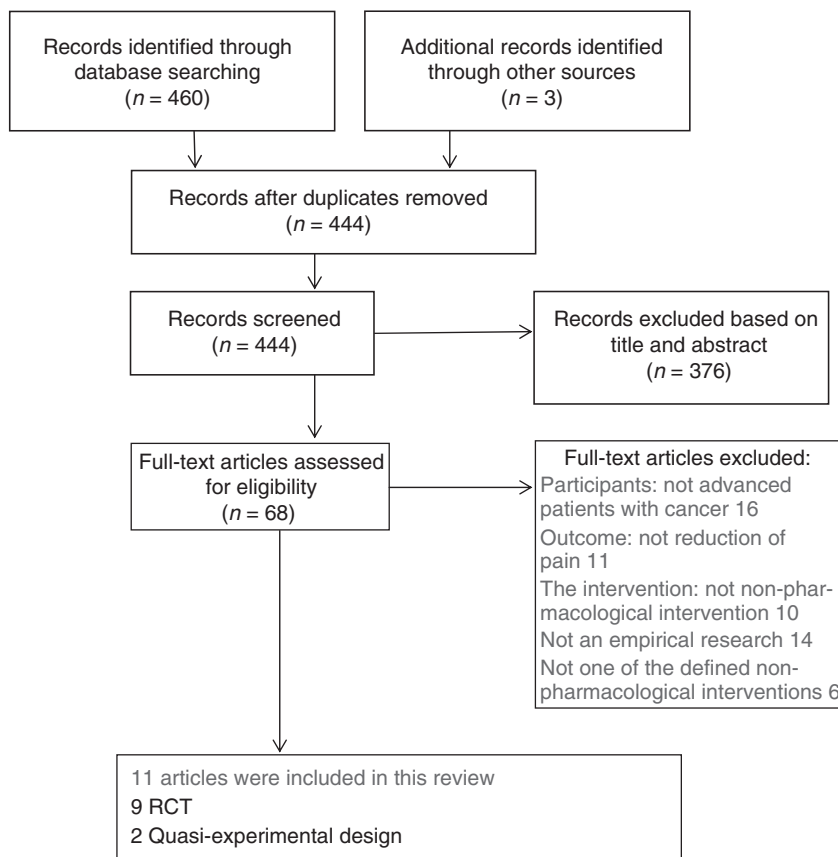 Records identified through
database searching
(n = 460)
Additional records identified
through other sources
(n = 3)
Records after duplicates removed
(n = 444)
Records screened
(n = 444)
Records excluded based on
title and abstract
(n = 376)
Full-text articles assessed
for eligibility
(n = 68)
Full-text articles excluded:
Participants: not advanced
patients with cancer 16
Outcome: not reduction of
pain 11
The intervention: not non-phar-
macological intervention 10
Not an empirical research 14
Not one of the defined non-
pharmacological interventions 6
11 articles were included in this review
9 RCT
2 Quasi-experimental design